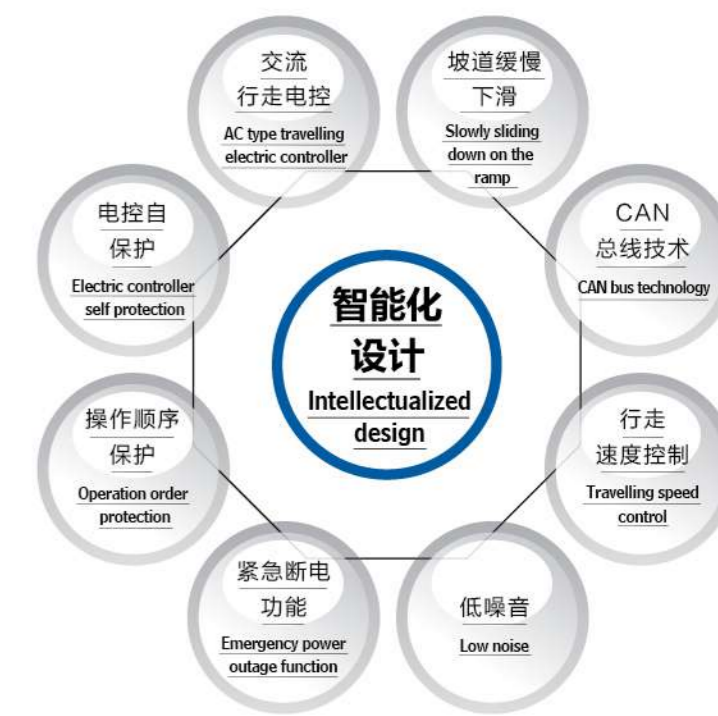 交流
行走电控
AC type travelling
electric controller
坡道缓慢
下滑
Slowly sliding
down on the
ramp
CAN
总线技术
CAN bus technology
行走
速度控制
Travelling speed
control
低噪音
Low noise
紧急断电
功能
Emergency power
outage function
操作顺序
保护
Operation order
protection
电控自
保护
Electric controller
self protection
智能化
设计
Intellectualized
design